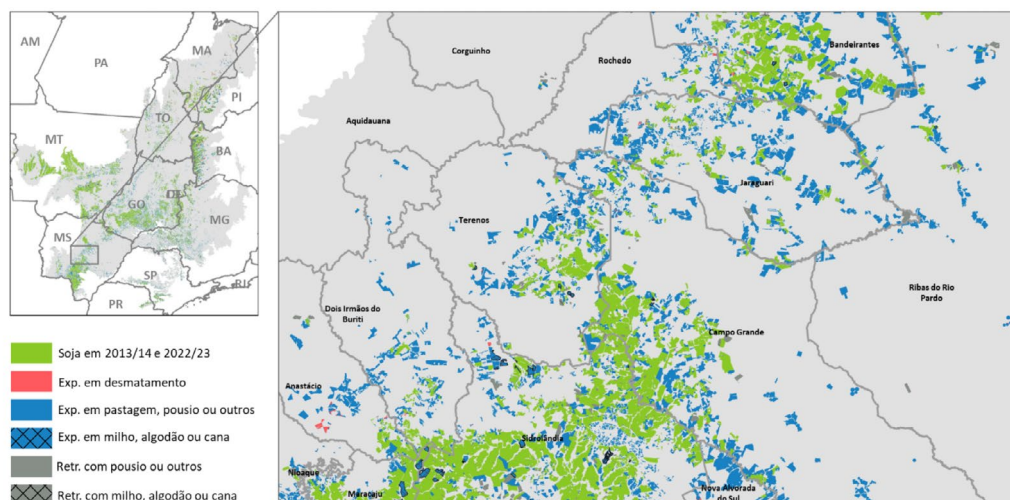 AM
PA
MA
PI
TO
MT
BA
GO
DF
MG
MS
SP
RJ
PR
Soja em 2013/14 e 2022/23
Exp. em desmatamento
Exp. em pastagem, pousio ou outros
Exp. em milho, algodão ou cana
Retr. com pousio ou outros
Retr. com milho, algodão ou cana
Corguinho
Rochedo
Bandeirantes
Aquidauana
Jaraguari
Terenos
Ribas do Rio
Pardo
Dois Irmãos do
Buriti
Campo Grande
Anastácio
Sidrolândia
Nioaque
Maracaju
Nova Alvorada
do Sul